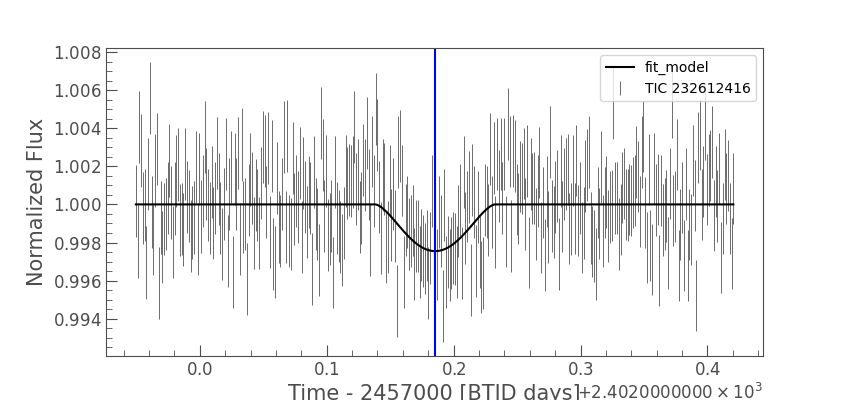 1.008
1.006
1.004
1.002
1.000
0.998
0.996
0.994
Normalized Flux
fit_model
TIC 232612416
0.0 0.1 0.2 0.3 0.4
Time - 2457000 [BTJD days]
+2.4020000000 × 10³